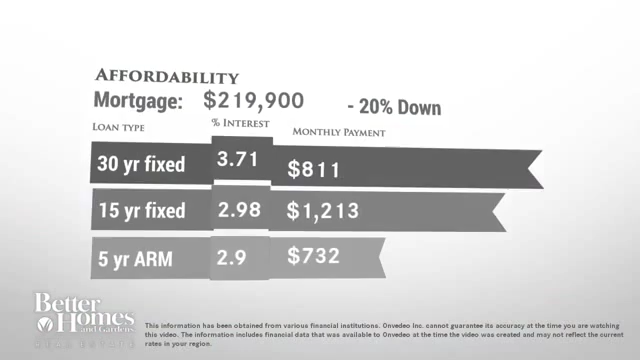 AFFORDABILITY
Mortgage: $219,900 - 20% Down
LOAN TYPE % INTEREST MONTHLY PAYMENT
30 yr fixed 3.71 $811
15 yr fixed 2.98 $1,213
5 yr ARM 2.9 $732
Better
Homes
and Gardens
REAL ESTATE
This information has been obtained from various financial institutions. Onvedeo Inc. cannot guarantee its accuracy at the time you are watching
this video. The information includes financial data that was available to Onvedeo at the time the video was created and may not reflect the current
rates in your region.